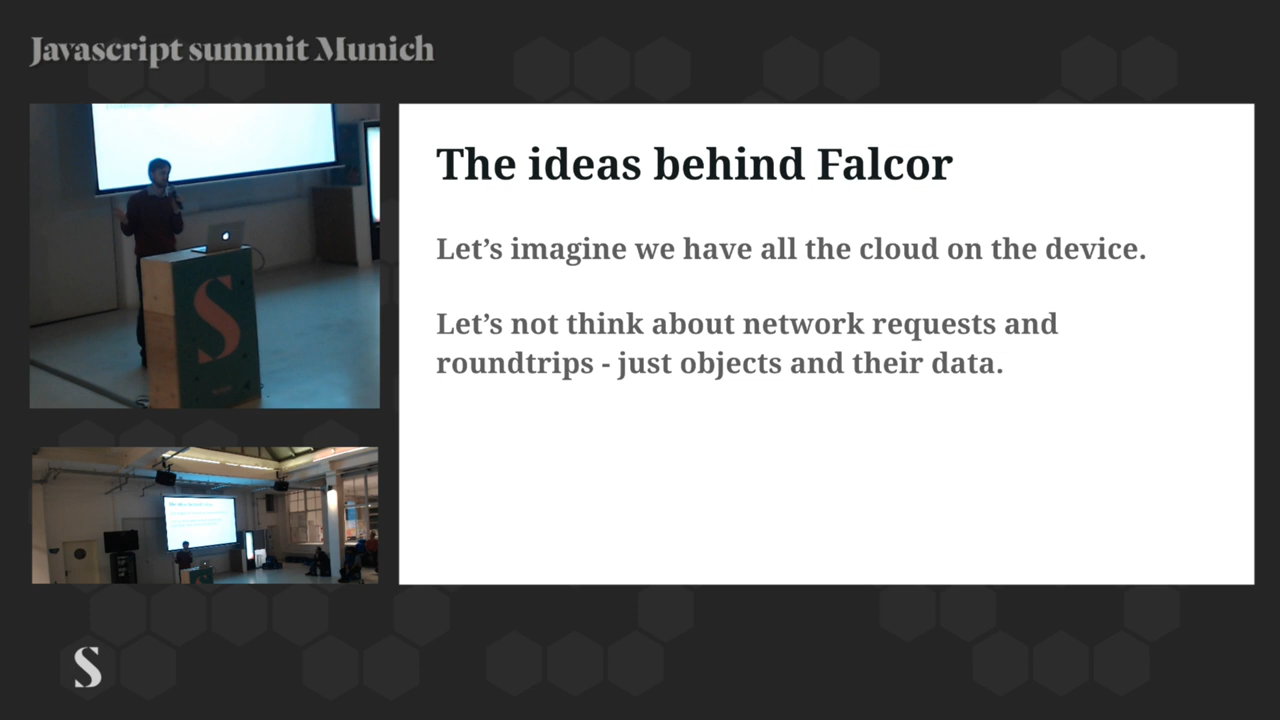 Javascript summit Munich
The ideas behind Falcor
Let’s imagine we have all the cloud on the device.
Let’s not think about network requests and
roundtrips - just objects and their data.
S
S